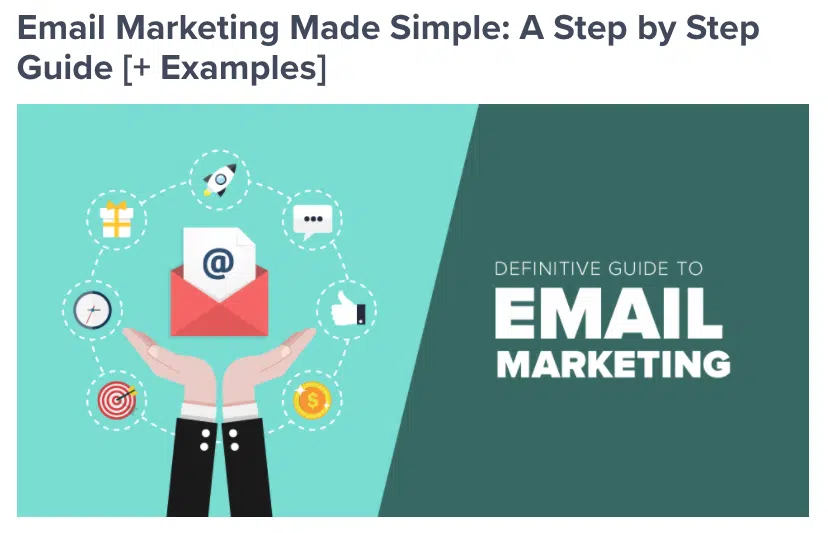 Email Marketing Made Simple: A Step by Step
Guide [+ Examples]
@
$
DEFINITIVE GUIDE TO
EMAIL
MARKETING